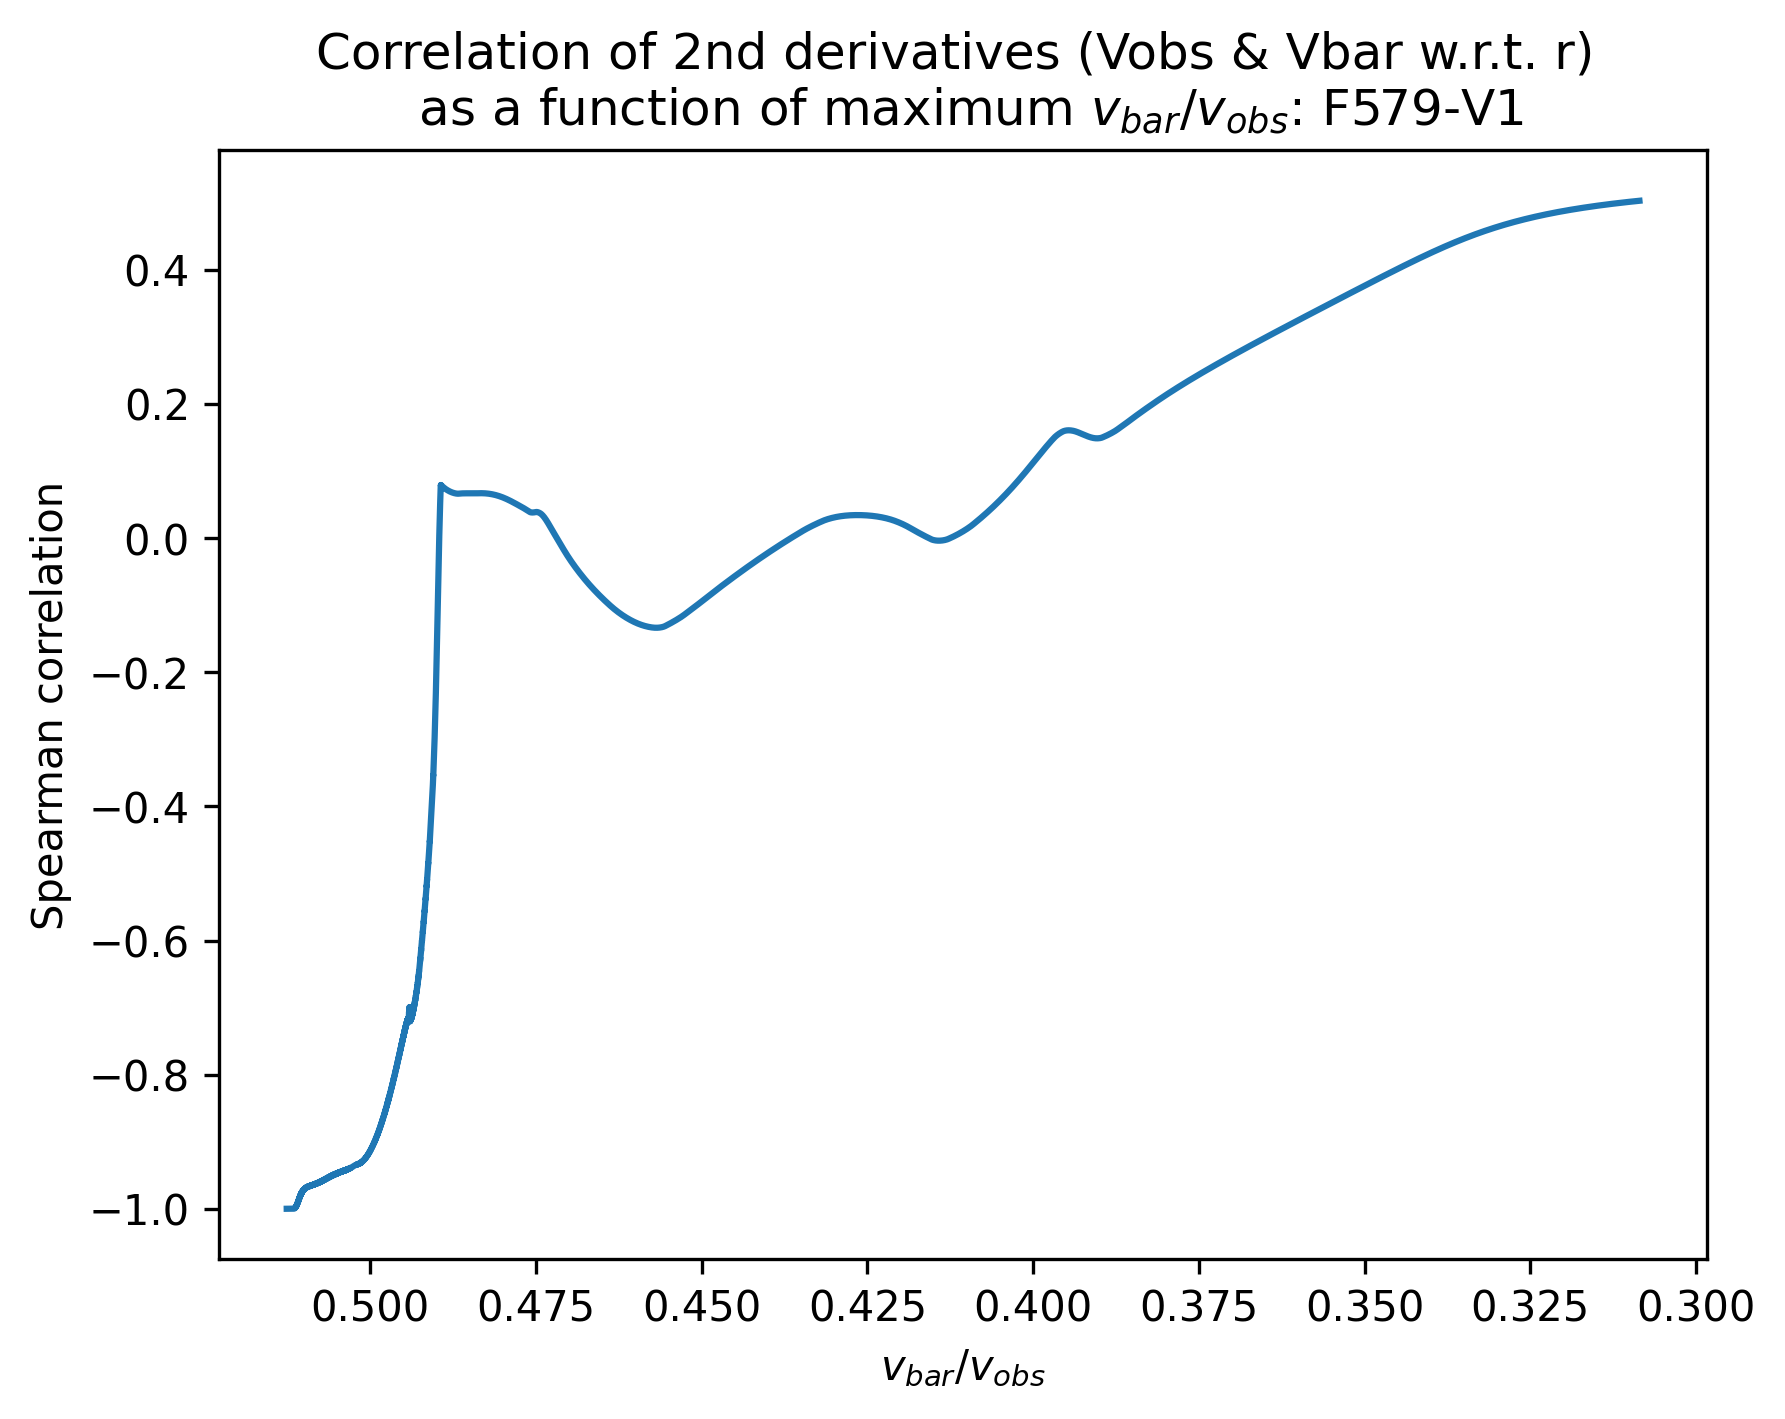 Correlation of 2nd derivatives (Vobs & Vbar w.r.t. r)
as a function of maximum v_bar/v_obs: F579-V1
0.4
0.2
0.0
−0.2
−0.4
−0.6
−0.8
−1.0
Spearman correlation
0.500 0.475 0.450 0.425 0.400 0.375 0.350 0.325 0.300
v_bar/v_obs